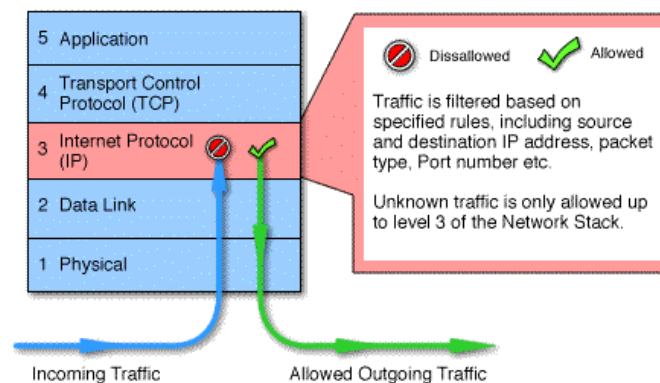 5 Application
4 Transport Control
Protocol (TCP)
3 Internet Protocol
(IP)
2 Data Link
1 Physical
Incoming Traffic
Allowed Outgoing Traffic
Dissallowed
Allowed
Traffic is filtered based on
specified rules, including source
and destination IP address, packet
type, Port number etc.
Unknown traffic is only allowed up
to level 3 of the Network Stack.